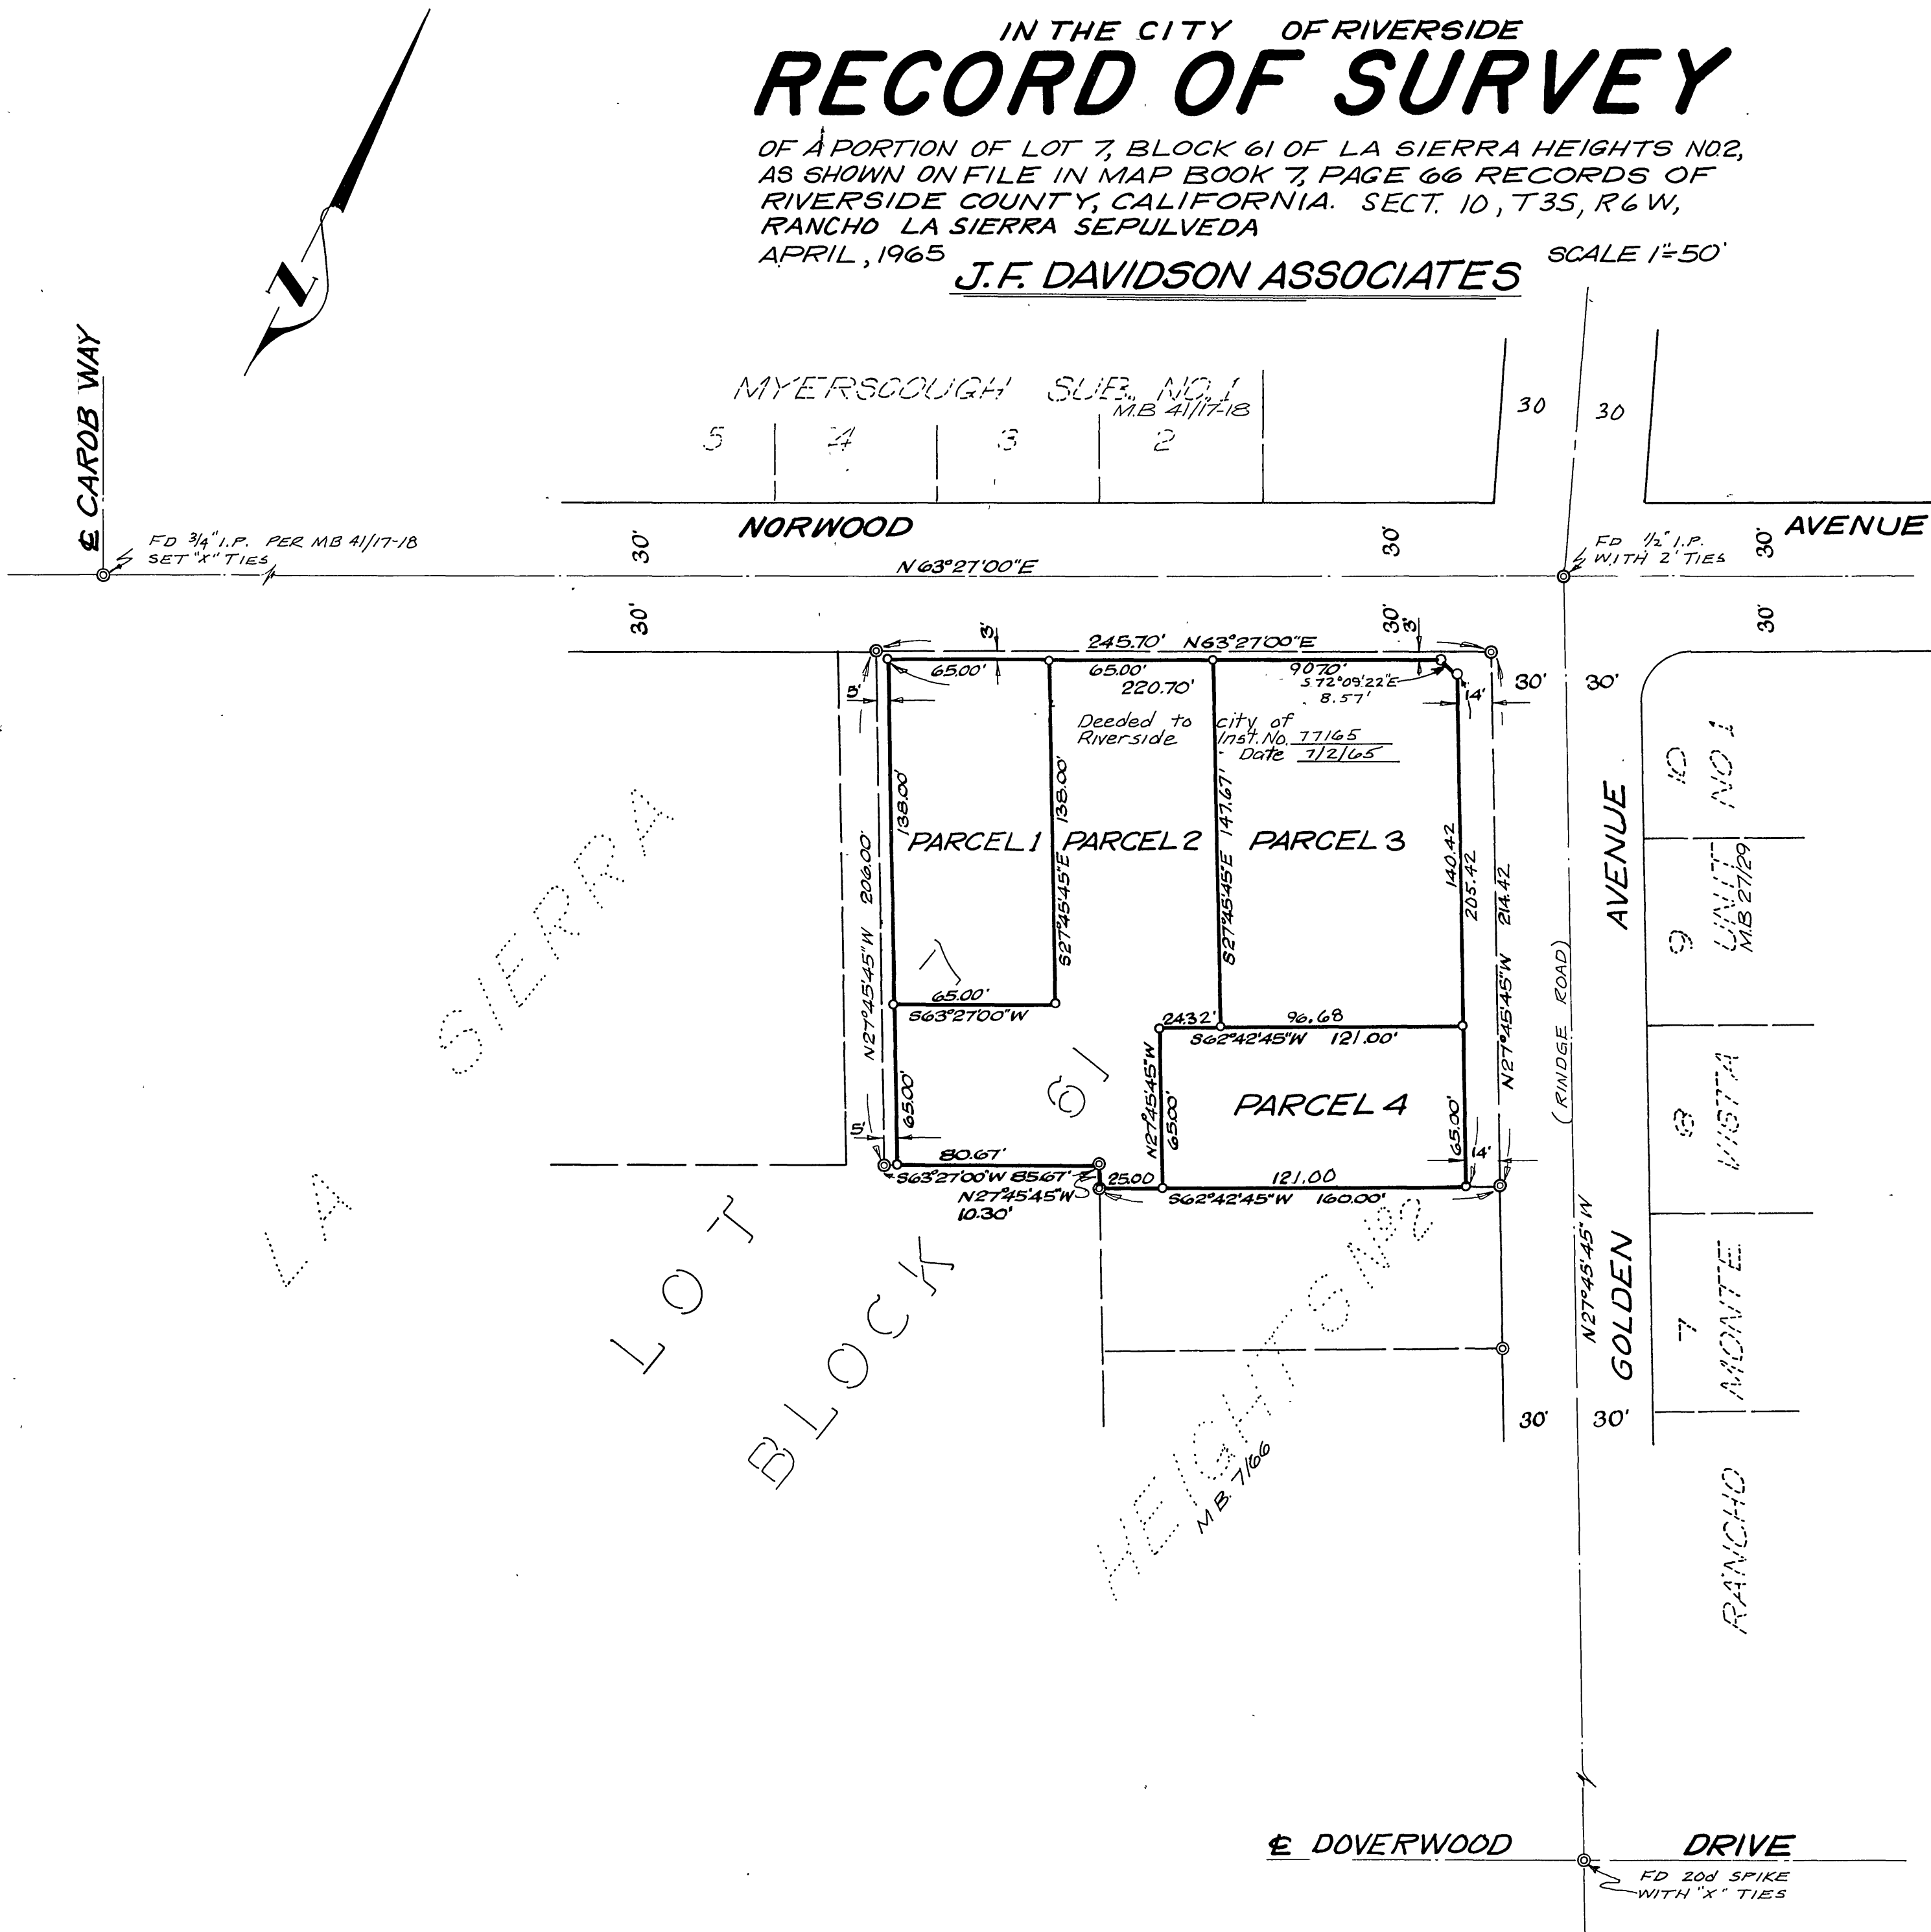 IN THE CITY OF RIVERSIDE
RECORD OF SURVEY
OF A PORTION OF LOT 7, BLOCK 61 OF LA SIERRA HEIGHTS NO.2,
AS SHOWN ON FILE IN MAP BOOK 7, PAGE 66 RECORDS OF
RIVERSIDE COUNTY, CALIFORNIA. SECT. 10, T3S, R6W,
RANCHO LA SIERRA SEPULVEDA
APRIL, 1965
SCALE 1"=50'
J.F. DAVIDSON ASSOCIATES
N
℄ CAROB WAY
MYERSCOUGH SUB. NO. 1
M.B 41/17-18
5 4 3 2
30 30
NORWOOD AVENUE
FD 3/4" I.P. PER MB 41/17-18
SET "X" TIES
30' 30' 30'
N63°27'00"E
FD 1/2" I.P.
WITH 2' TIES
30' 30' 30'
3' 3'
245.70' N63°27'00"E
65.00' 65.00' 90.70'
220.70'
S72°09'22"E
8.57'
5' 14' 30' 30'
Deeded to city of
Riverside Inst. No. 77165
Date 7/2/65
138.00'
138.00'
S27°45'45"E
S27°45'45"E 147.67'
N27°45'45"W 206.00'
140.42
205.42
N27°45'45"W 214.42
PARCEL 1 PARCEL 2 PARCEL 3
65.00'
S63°27'00"W
24.32' 96.68
S62°42'45"W 121.00'
PARCEL 4
N27°45'45"W
65.00'
65.00'
65.00'
N27°45'45"W
5' 14'
80.67'
S63°27'00"W 85.67'
N27°45'45"W
10.30'
25.00 121.00
S62°42'45"W 160.00'
LA SIERRA
HEIGHTS NO 2
M.B. 7/66
LOT 7
BLOCK 61
(RINDGE ROAD)
GOLDEN AVENUE
N27°45'45"W
30' 30'
10
9
8
7
RANCHO MONTE VISTA UNIT NO 1
M.B 27/29
℄ DOVERWOOD DRIVE
FD 20d SPIKE
WITH "X" TIES